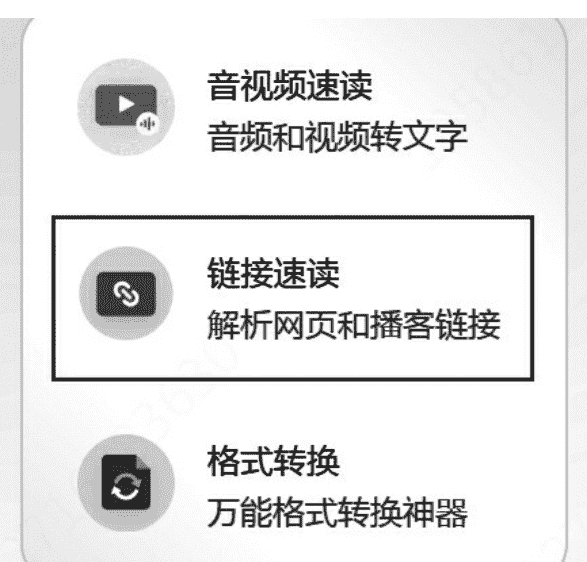 音视频速读
音频和视频转文字
链接速读
解析网页和播客链接
格式转换
万能格式转换神器